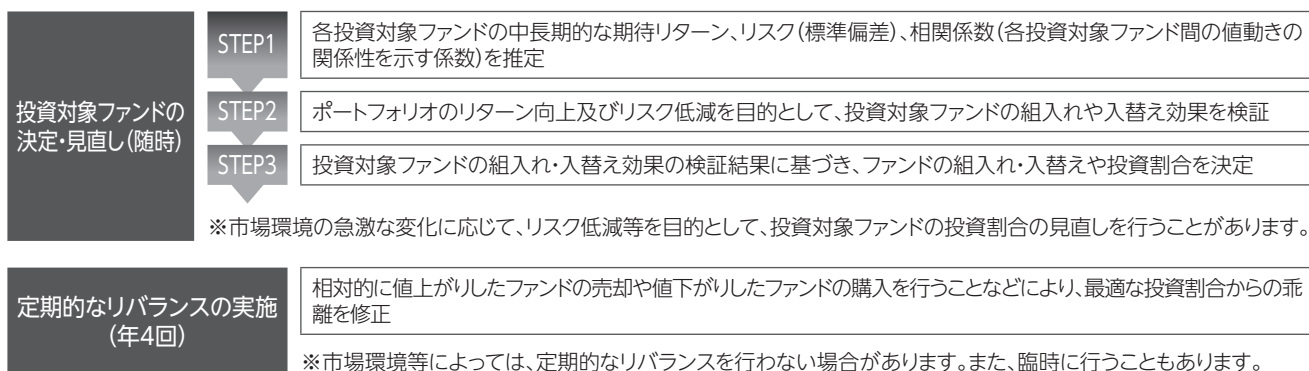 投資対象ファンドの
決定・見直し(随時)
STEP1
各投資対象ファンドの中長期的な期待リターン、リスク(標準偏差)、相関係数(各投資対象ファンド間の値動きの
関係性を示す係数)を推定
STEP2
ポートフォリオのリターン向上及びリスク低減を目的として、投資対象ファンドの組入れや入替え効果を検証
STEP3
投資対象ファンドの組入れ・入替え効果の検証結果に基づき、ファンドの組入れ・入替えや投資割合を決定
※市場環境の急激な変化に応じて、リスク低減等を目的として、投資対象ファンドの投資割合の見直しを行うことがあります。
定期的なリバランスの実施
(年4回)
相対的に値上がりしたファンドの売却や値下がりしたファンドの購入を行うことなどにより、最適な投資割合からの乖
離を修正
※市場環境等によっては、定期的なリバランスを行わない場合があります。また、臨時に行うこともあります。